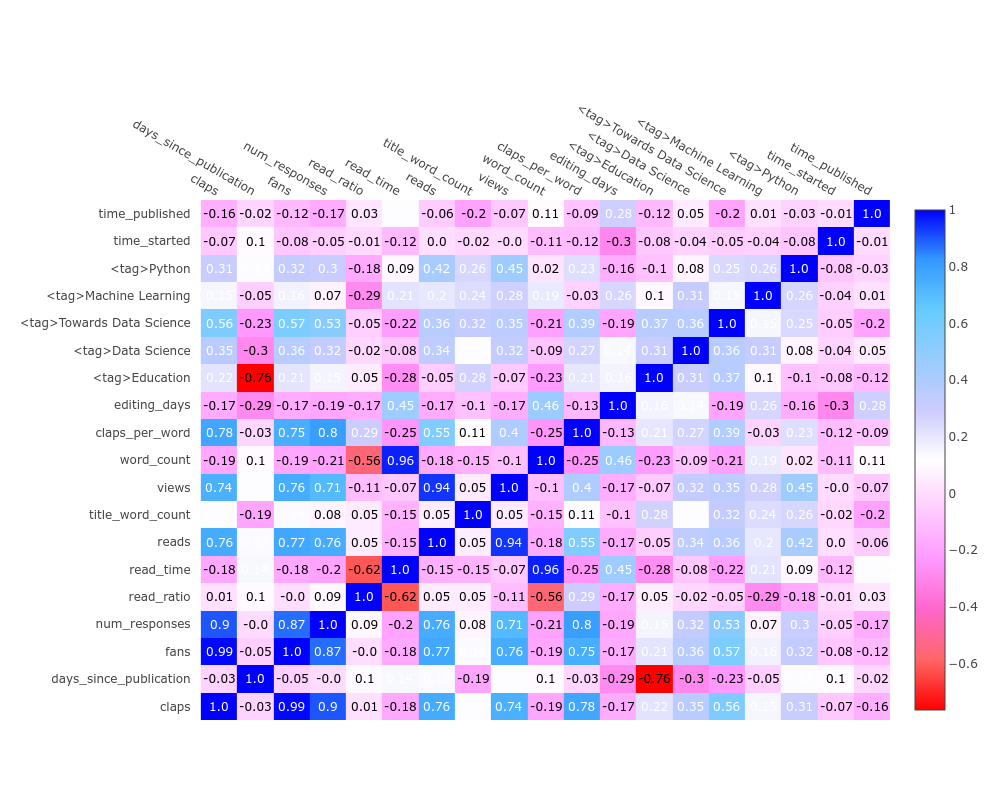 claps
days_since_publication
fans
num_responses
read_ratio
read_time
reads
title_word_count
views
word_count
claps_per_word
editing_days
<tag>Education
<tag>Data Science
<tag>Towards Data Science
<tag>Machine Learning
<tag>Python
time_started
time_published
time_published -0.16 -0.02 -0.12 -0.17 0.03 -0.06 -0.2 -0.07 0.11 -0.09 0.28 -0.12 0.05 -0.2 0.01 -0.03 -0.01 1.0
time_started -0.07 0.1 -0.08 -0.05 -0.01 -0.12 0.0 -0.02 -0.0 -0.11 -0.12 -0.3 -0.08 -0.04 -0.05 -0.04 -0.08 1.0 -0.01
<tag>Python 0.31 0.32 0.3 -0.18 0.09 0.42 0.26 0.45 0.02 0.23 -0.16 -0.1 0.08 0.25 0.26 1.0 -0.08 -0.03
<tag>Machine Learning 0.15 -0.05 0.16 0.07 -0.29 0.21 0.2 0.24 0.28 0.19 -0.03 0.26 0.1 0.31 0.15 1.0 0.26 -0.04 0.01
<tag>Towards Data Science 0.56 -0.23 0.57 0.53 -0.05 -0.22 0.36 0.32 0.35 -0.21 0.39 -0.19 0.37 0.36 1.0 0.15 0.25 -0.05 -0.2
<tag>Data Science 0.35 -0.3 0.36 0.32 -0.02 -0.08 0.34 0.32 -0.09 0.27 0.14 0.31 1.0 0.36 0.31 0.08 -0.04 0.05
<tag>Education 0.22 -0.76 0.21 0.15 0.05 -0.28 -0.05 0.28 -0.07 -0.23 0.21 0.16 1.0 0.31 0.37 0.1 -0.1 -0.08 -0.12
editing_days -0.17 -0.29 -0.17 -0.19 -0.17 0.45 -0.17 -0.1 -0.17 0.46 -0.13 1.0 0.16 0.14 -0.19 0.26 -0.16 -0.3 0.28
claps_per_word 0.78 -0.03 0.75 0.8 0.29 -0.25 0.55 0.11 0.4 -0.25 1.0 -0.13 0.21 0.27 0.39 -0.03 0.23 -0.12 -0.09
word_count -0.19 0.1 -0.19 -0.21 -0.56 0.96 -0.18 -0.15 -0.1 1.0 -0.25 0.46 -0.23 -0.09 -0.21 0.19 0.02 -0.11 0.11
views 0.74 0.76 0.71 -0.11 -0.07 0.94 0.05 1.0 -0.1 0.4 -0.17 -0.07 0.32 0.35 0.28 0.45 -0.0 -0.07
title_word_count -0.19 0.08 0.05 -0.15 0.05 1.0 0.05 -0.15 0.11 -0.1 0.28 0.32 0.24 0.26 -0.02 -0.2
reads 0.76 0.77 0.76 0.05 -0.15 1.0 0.05 0.94 -0.18 0.55 -0.17 -0.05 0.34 0.36 0.2 0.42 0.0 -0.06
read_time -0.18 0.14 -0.18 -0.2 -0.62 1.0 -0.15 -0.15 -0.07 0.96 -0.25 0.45 -0.28 -0.08 -0.22 0.21 0.09 -0.12
read_ratio 0.01 0.1 -0.0 0.09 1.0 -0.62 0.05 0.05 -0.11 -0.56 0.29 -0.17 0.05 -0.02 -0.05 -0.29 -0.18 -0.01 0.03
num_responses 0.9 -0.0 0.87 1.0 0.09 -0.2 0.76 0.08 0.71 -0.21 0.8 -0.19 0.15 0.32 0.53 0.07 0.3 -0.05 -0.17
fans 0.99 -0.05 1.0 0.87 -0.0 -0.18 0.77 0.76 -0.19 0.75 -0.17 0.21 0.36 0.57 0.16 0.32 -0.08 -0.12
days_since_publication -0.03 1.0 -0.05 -0.0 0.1 0.14 -0.19 0.1 -0.03 -0.29 -0.76 -0.3 -0.23 -0.05 0.1 -0.02
claps 1.0 -0.03 0.99 0.9 0.01 -0.18 0.76 0.74 -0.19 0.78 -0.17 0.22 0.35 0.56 0.15 0.31 -0.07 -0.16
1
0.8
0.6
0.4
0.2
0
−0.2
−0.4
−0.6